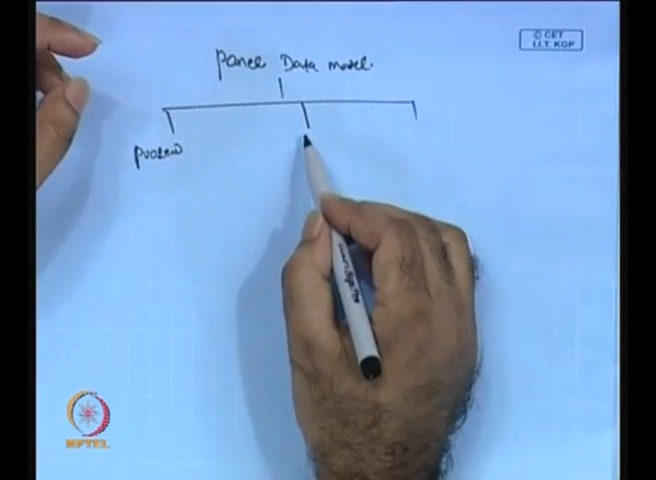 © CET
I.I.T. KGP
Panel Data model.
Pooled
NPTEL